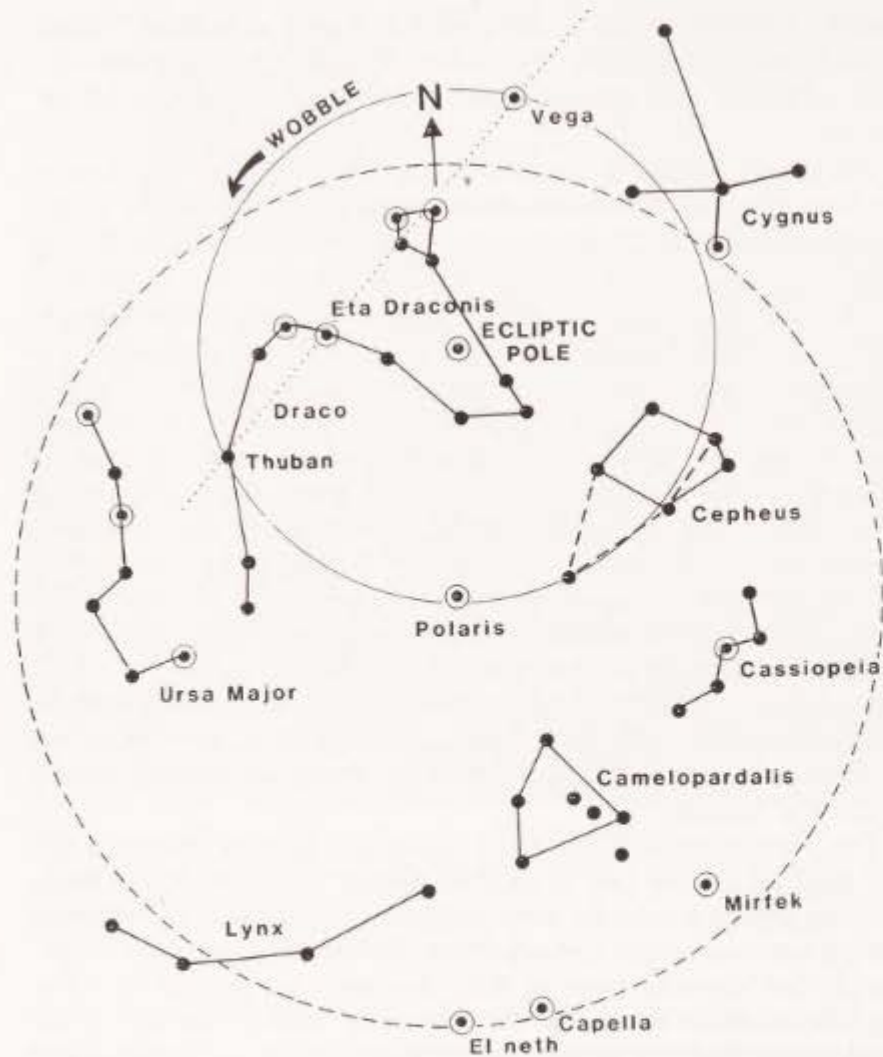 WOBBLE
N
Vega
Cygnus
Eta Draconis
ECLIPTIC
POLE
Draco
Thuban
Cepheus
Polaris
Cassiopeia
Ursa Major
Camelopardalis
Mirfek
Lynx
Capella
El neth